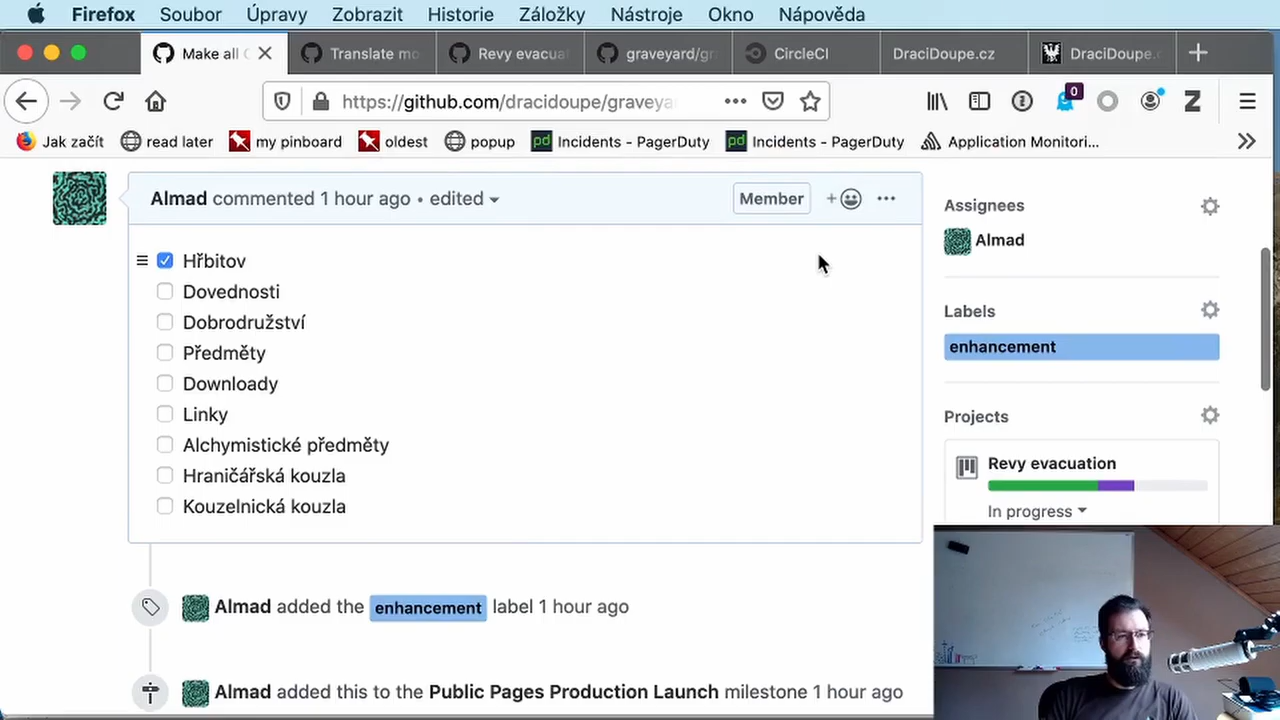 Firefox Soubor Úpravy Zobrazit Historie Záložky Nástroje Okno Nápověda
Make all Translate mo Revy evacua graveyard/gr CircleCI DraciDoupe.cz DraciDoupe.
https://github.com/dracidoupe/graveya 0
Jak začít read later my pinboard oldest popup pd Incidents - PagerDuty pd Incidents - PagerDuty Application Monitori...
Almad commented 1 hour ago • edited Member
Hřbitov
Dovednosti
Dobrodružství
Předměty
Downloady
Linky
Alchymistické předměty
Hraničářská kouzla
Kouzelnická kouzla
Almad added the enhancement label 1 hour ago
Almad added this to the Public Pages Production Launch milestone 1 hour ago
Assignees
Almad
Labels
enhancement
Projects
Revy evacuation
In progress